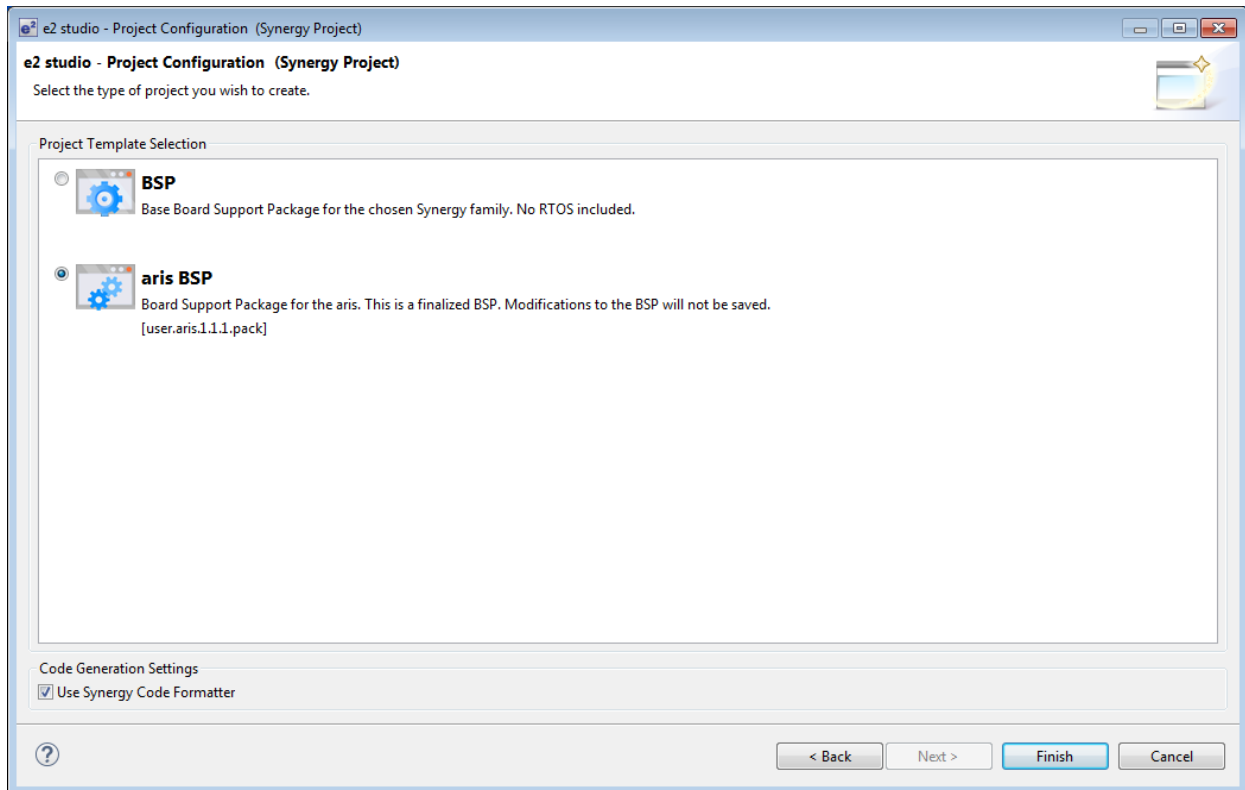 e2 studio - Project Configuration  (Synergy Project)
e2 studio - Project Configuration  (Synergy Project)
Select the type of project you wish to create.
Project Template Selection
BSP
Base Board Support Package for the chosen Synergy family. No RTOS included.
aris BSP
Board Support Package for the aris. This is a finalized BSP. Modifications to the BSP will not be saved.
[user.aris.1.1.1.pack]
Code Generation Settings
Use Synergy Code Formatter
? < Back Next > Finish Cancel